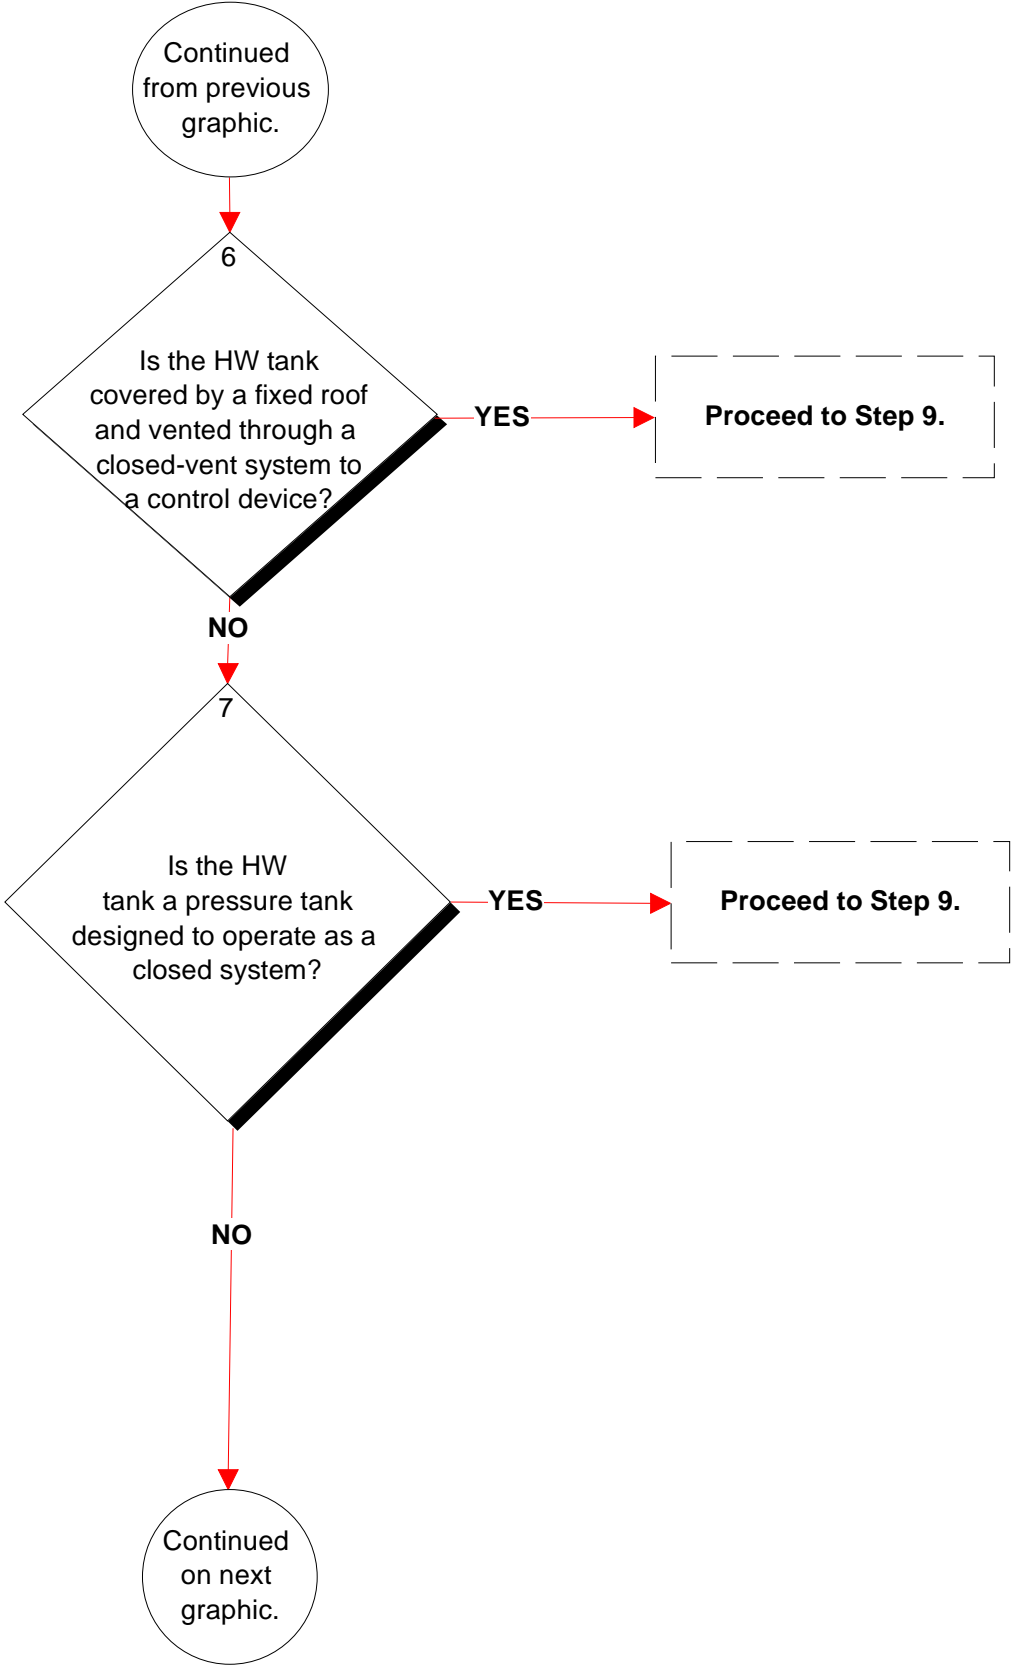 Continued
from previous
graphic.
6
Is the HW tank
covered by a fixed roof
and vented through a
closed-vent system to
a control device?
YES
Proceed to Step 9.
NO
7
Is the HW
tank a pressure tank
designed to operate as a
closed system?
YES
Proceed to Step 9.
NO
Continued
on next
graphic.